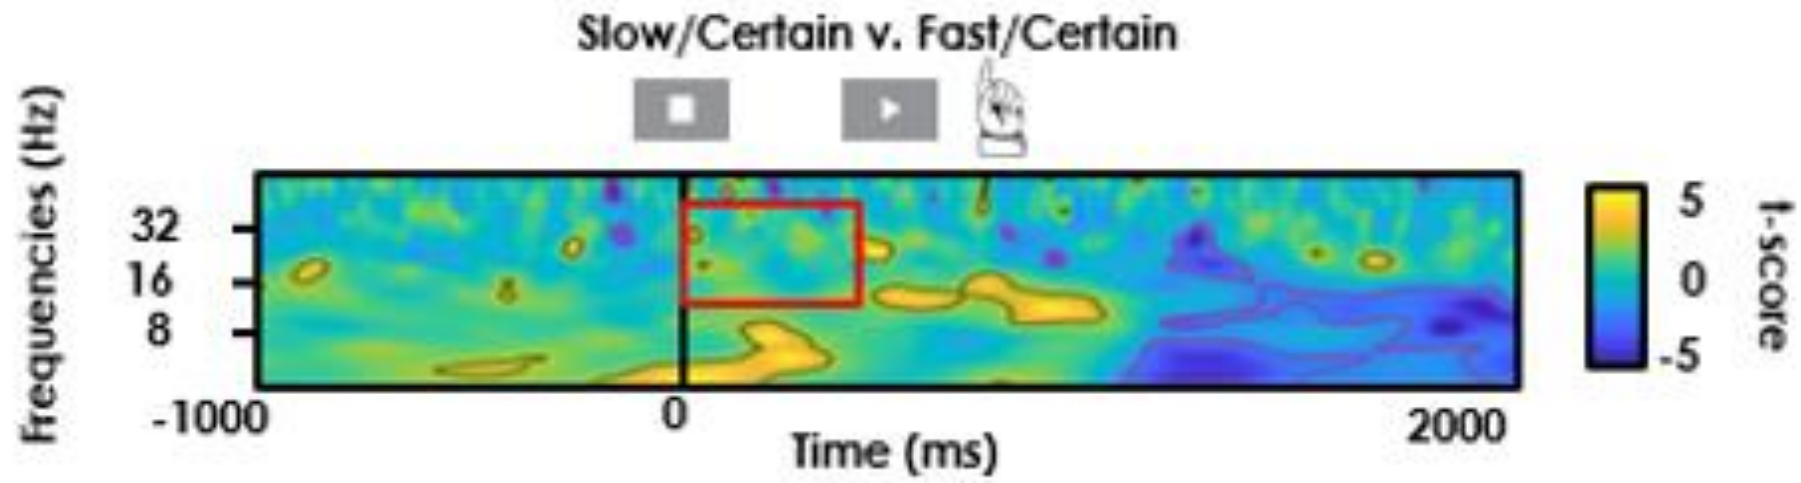 Slow/Certain v. Fast/Certain
Frequencies (Hz)
32
16
8
-1000
0
2000
Time (ms)
5
0
-5
t-score